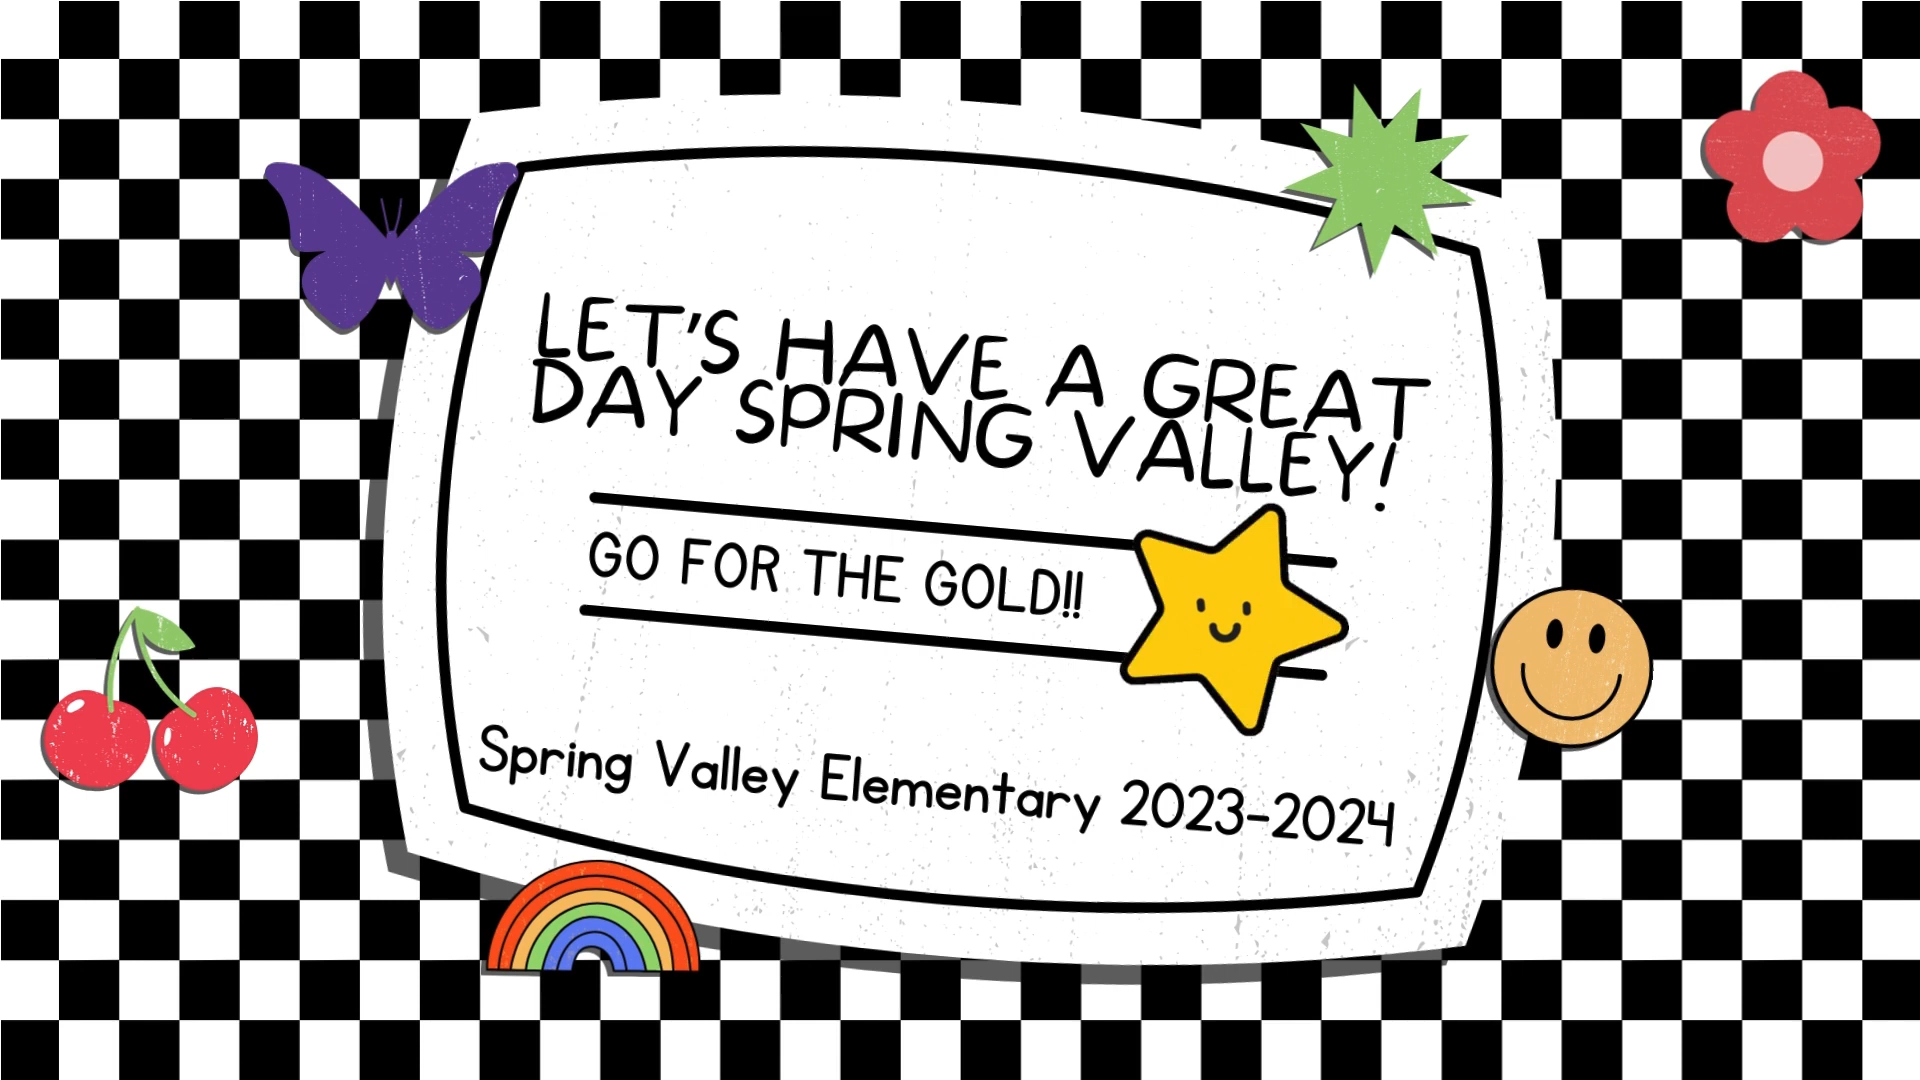 LET'S HAVE A GREAT
DAY SPRING VALLEY!
GO FOR THE GOLD!!
Spring Valley Elementary 2023-2024